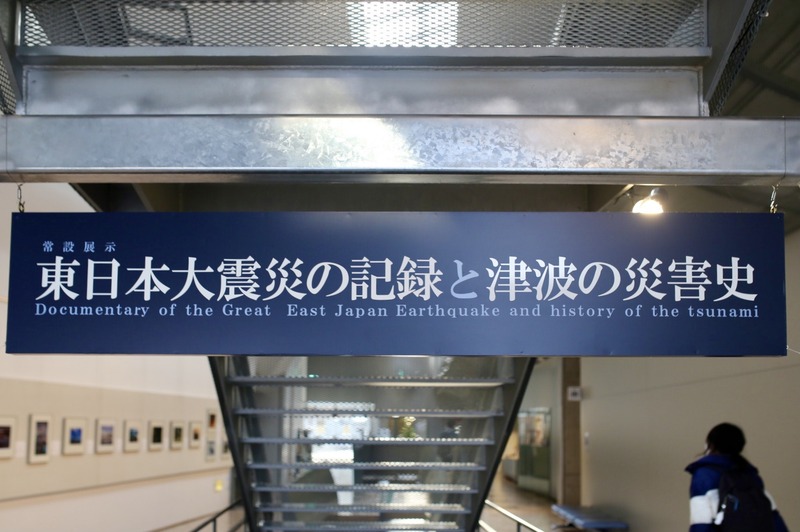 常設展示
東日本大震災の記録と津波の災害史
Documentary of the Great East Japan Earthquake and history of the tsunami